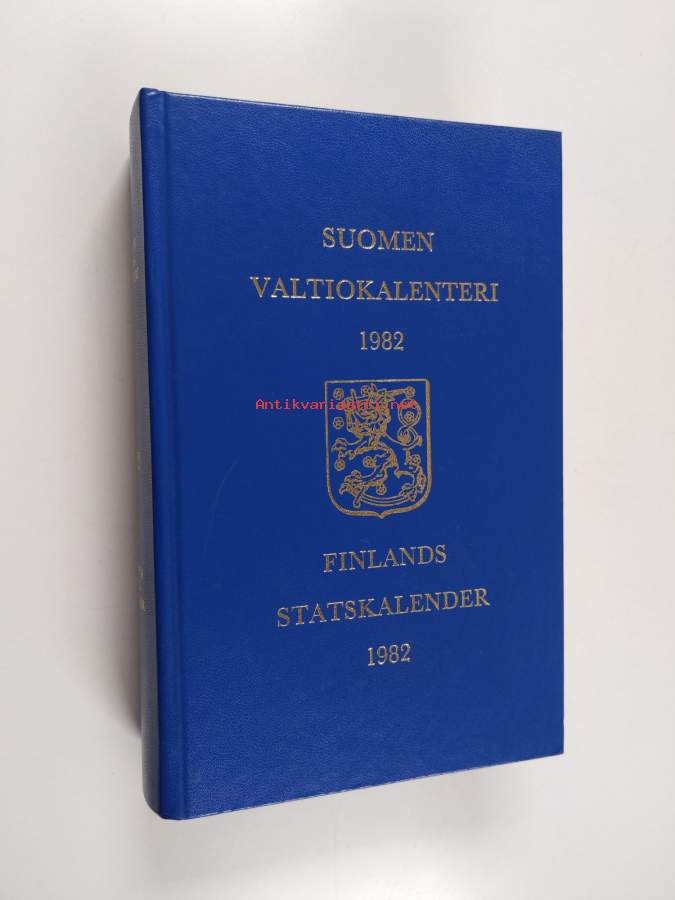 SUOMEN
VALTIOKALENTERI
1982
Antikvariaatti.net
FINLANDS
STATSKALENDER
1982